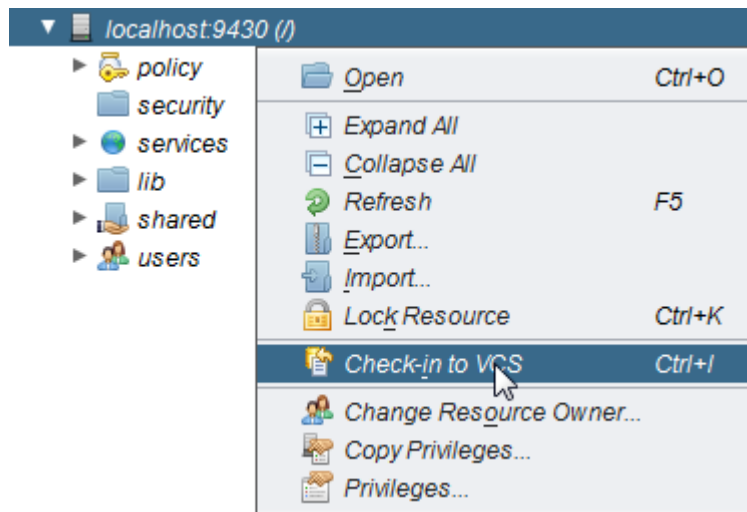 localhost:9430 (/)
policy
security
services
lib
shared
users
Open Ctrl+O
Expand All
Collapse All
Refresh F5
Export...
Import...
Lock Resource Ctrl+K
Check-in to VCS Ctrl+I
Change Resource Owner...
Copy Privileges...
Privileges...